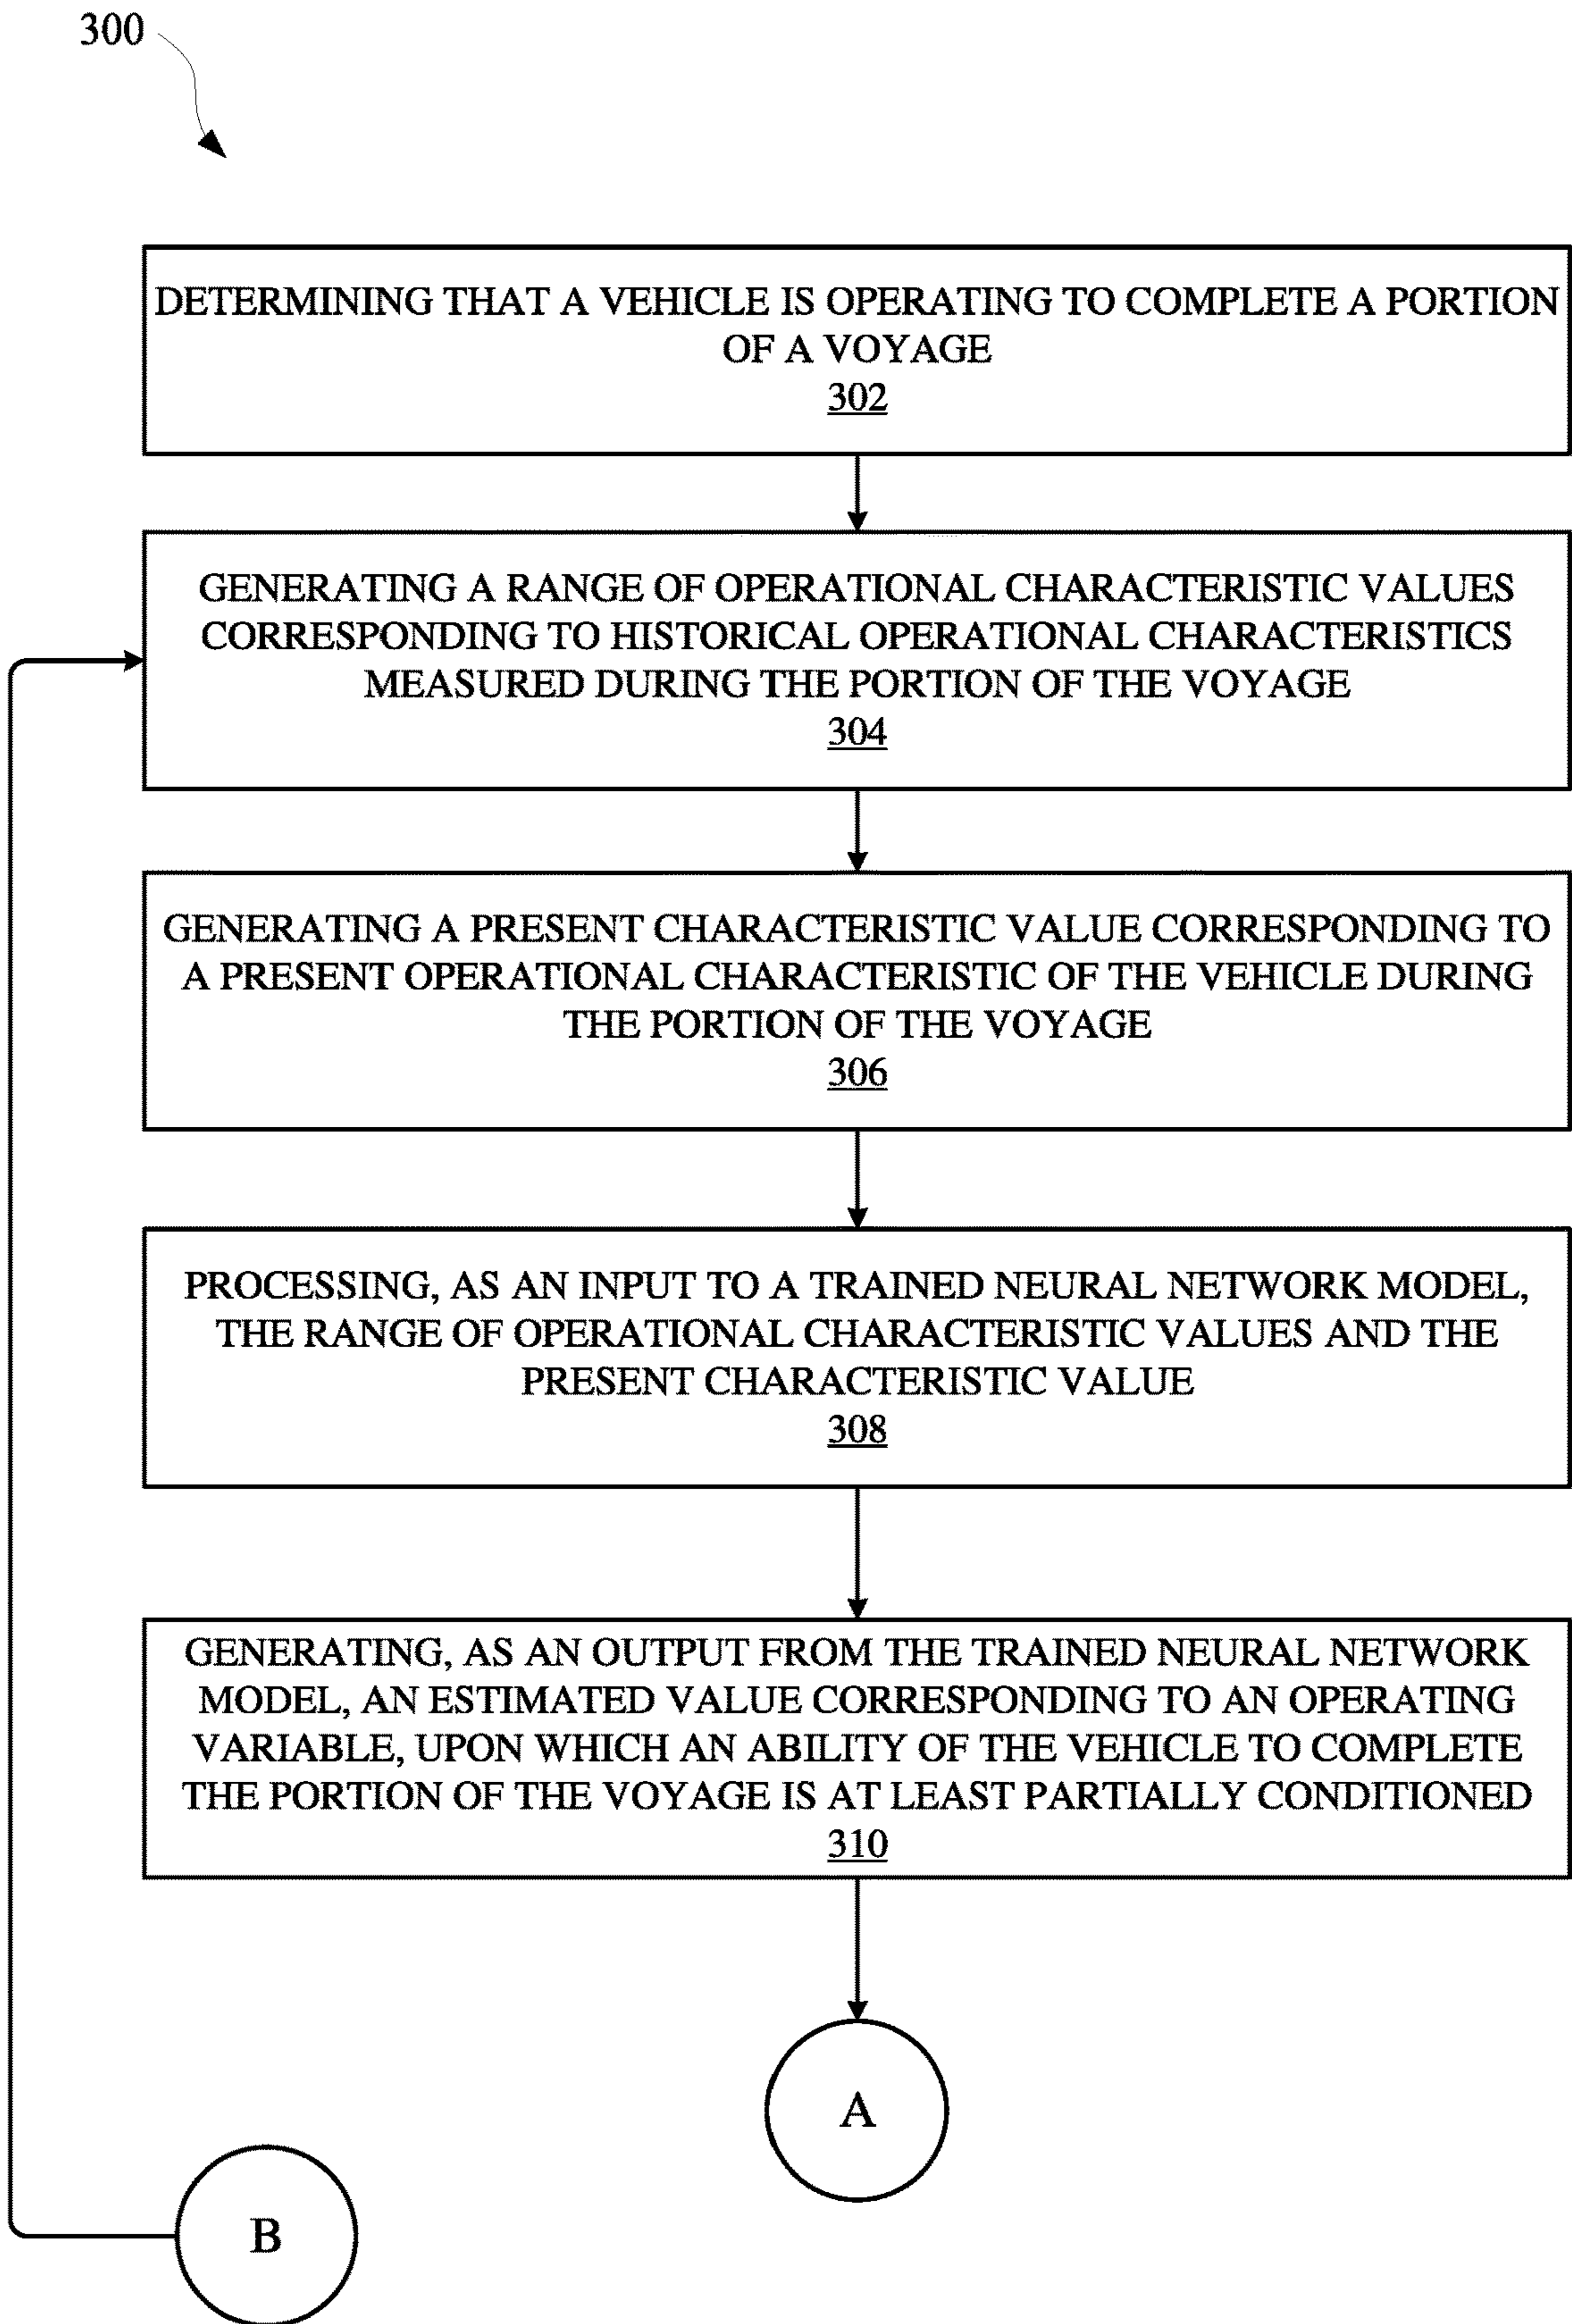 300
DETERMINING THAT A VEHICLE IS OPERATING TO COMPLETE A PORTION
OF A VOYAGE
302
GENERATING A RANGE OF OPERATIONAL CHARACTERISTIC VALUES
CORRESPONDING TO HISTORICAL OPERATIONAL CHARACTERISTICS
MEASURED DURING THE PORTION OF THE VOYAGE
304
GENERATING A PRESENT CHARACTERISTIC VALUE CORRESPONDING TO
A PRESENT OPERATIONAL CHARACTERISTIC OF THE VEHICLE DURING
THE PORTION OF THE VOYAGE
306
PROCESSING, AS AN INPUT TO A TRAINED NEURAL NETWORK MODEL,
THE RANGE OF OPERATIONAL CHARACTERISTIC VALUES AND THE
PRESENT CHARACTERISTIC VALUE
308
GENERATING, AS AN OUTPUT FROM THE TRAINED NEURAL NETWORK
MODEL, AN ESTIMATED VALUE CORRESPONDING TO AN OPERATING
VARIABLE, UPON WHICH AN ABILITY OF THE VEHICLE TO COMPLETE
THE PORTION OF THE VOYAGE IS AT LEAST PARTIALLY CONDITIONED
310
A
B